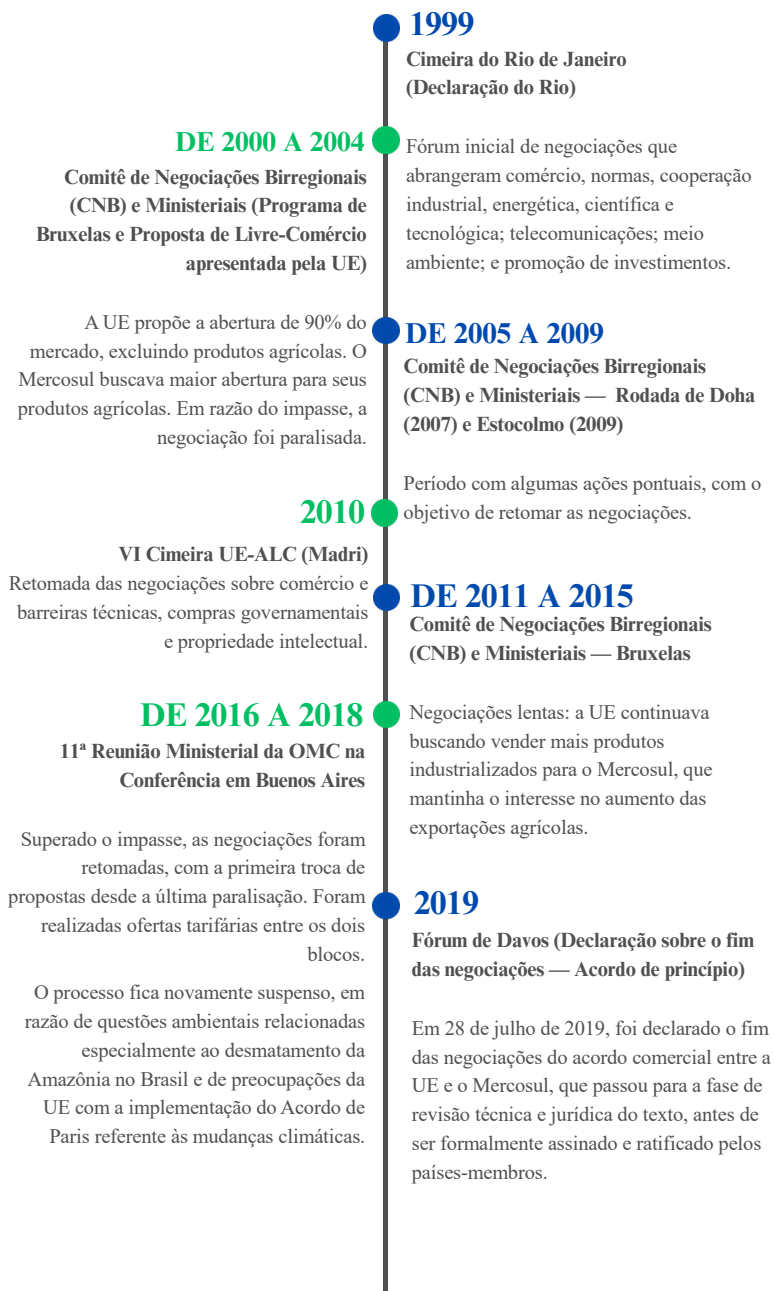 1999
Cimeira do Rio de Janeiro
(Declaração do Rio)
Fórum inicial de negociações que
abrangeram comércio, normas, cooperação
industrial, energética, científica e
tecnológica; telecomunicações; meio
ambiente; e promoção de investimentos.
DE 2000 A 2004
Comitê de Negociações Birregionais
(CNB) e Ministeriais (Programa de
Bruxelas e Proposta de Livre-Comércio
apresentada pela UE)
A UE propõe a abertura de 90% do
mercado, excluindo produtos agrícolas. O
Mercosul buscava maior abertura para seus
produtos agrícolas. Em razão do impasse, a
negociação foi paralisada.
DE 2005 A 2009
Comitê de Negociações Birregionais
(CNB) e Ministeriais — Rodada de Doha
(2007) e Estocolmo (2009)
Período com algumas ações pontuais, com o
objetivo de retomar as negociações.
2010
VI Cimeira UE-ALC (Madri)
Retomada das negociações sobre comércio e
barreiras técnicas, compras governamentais
e propriedade intelectual.
DE 2011 A 2015
Comitê de Negociações Birregionais
(CNB) e Ministeriais — Bruxelas
Negociações lentas: a UE continuava
buscando vender mais produtos
industrializados para o Mercosul, que
mantinha o interesse no aumento das
exportações agrícolas.
DE 2016 A 2018
11ª Reunião Ministerial da OMC na
Conferência em Buenos Aires
Superado o impasse, as negociações foram
retomadas, com a primeira troca de
propostas desde a última paralisação. Foram
realizadas ofertas tarifárias entre os dois
blocos.
O processo fica novamente suspenso, em
razão de questões ambientais relacionadas
especialmente ao desmatamento da
Amazônia no Brasil e de preocupações da
UE com a implementação do Acordo de
Paris referente às mudanças climáticas.
2019
Fórum de Davos (Declaração sobre o fim
das negociações — Acordo de princípio)
Em 28 de julho de 2019, foi declarado o fim
das negociações do acordo comercial entre a
UE e o Mercosul, que passou para a fase de
revisão técnica e jurídica do texto, antes de
ser formalmente assinado e ratificado pelos
países-membros.